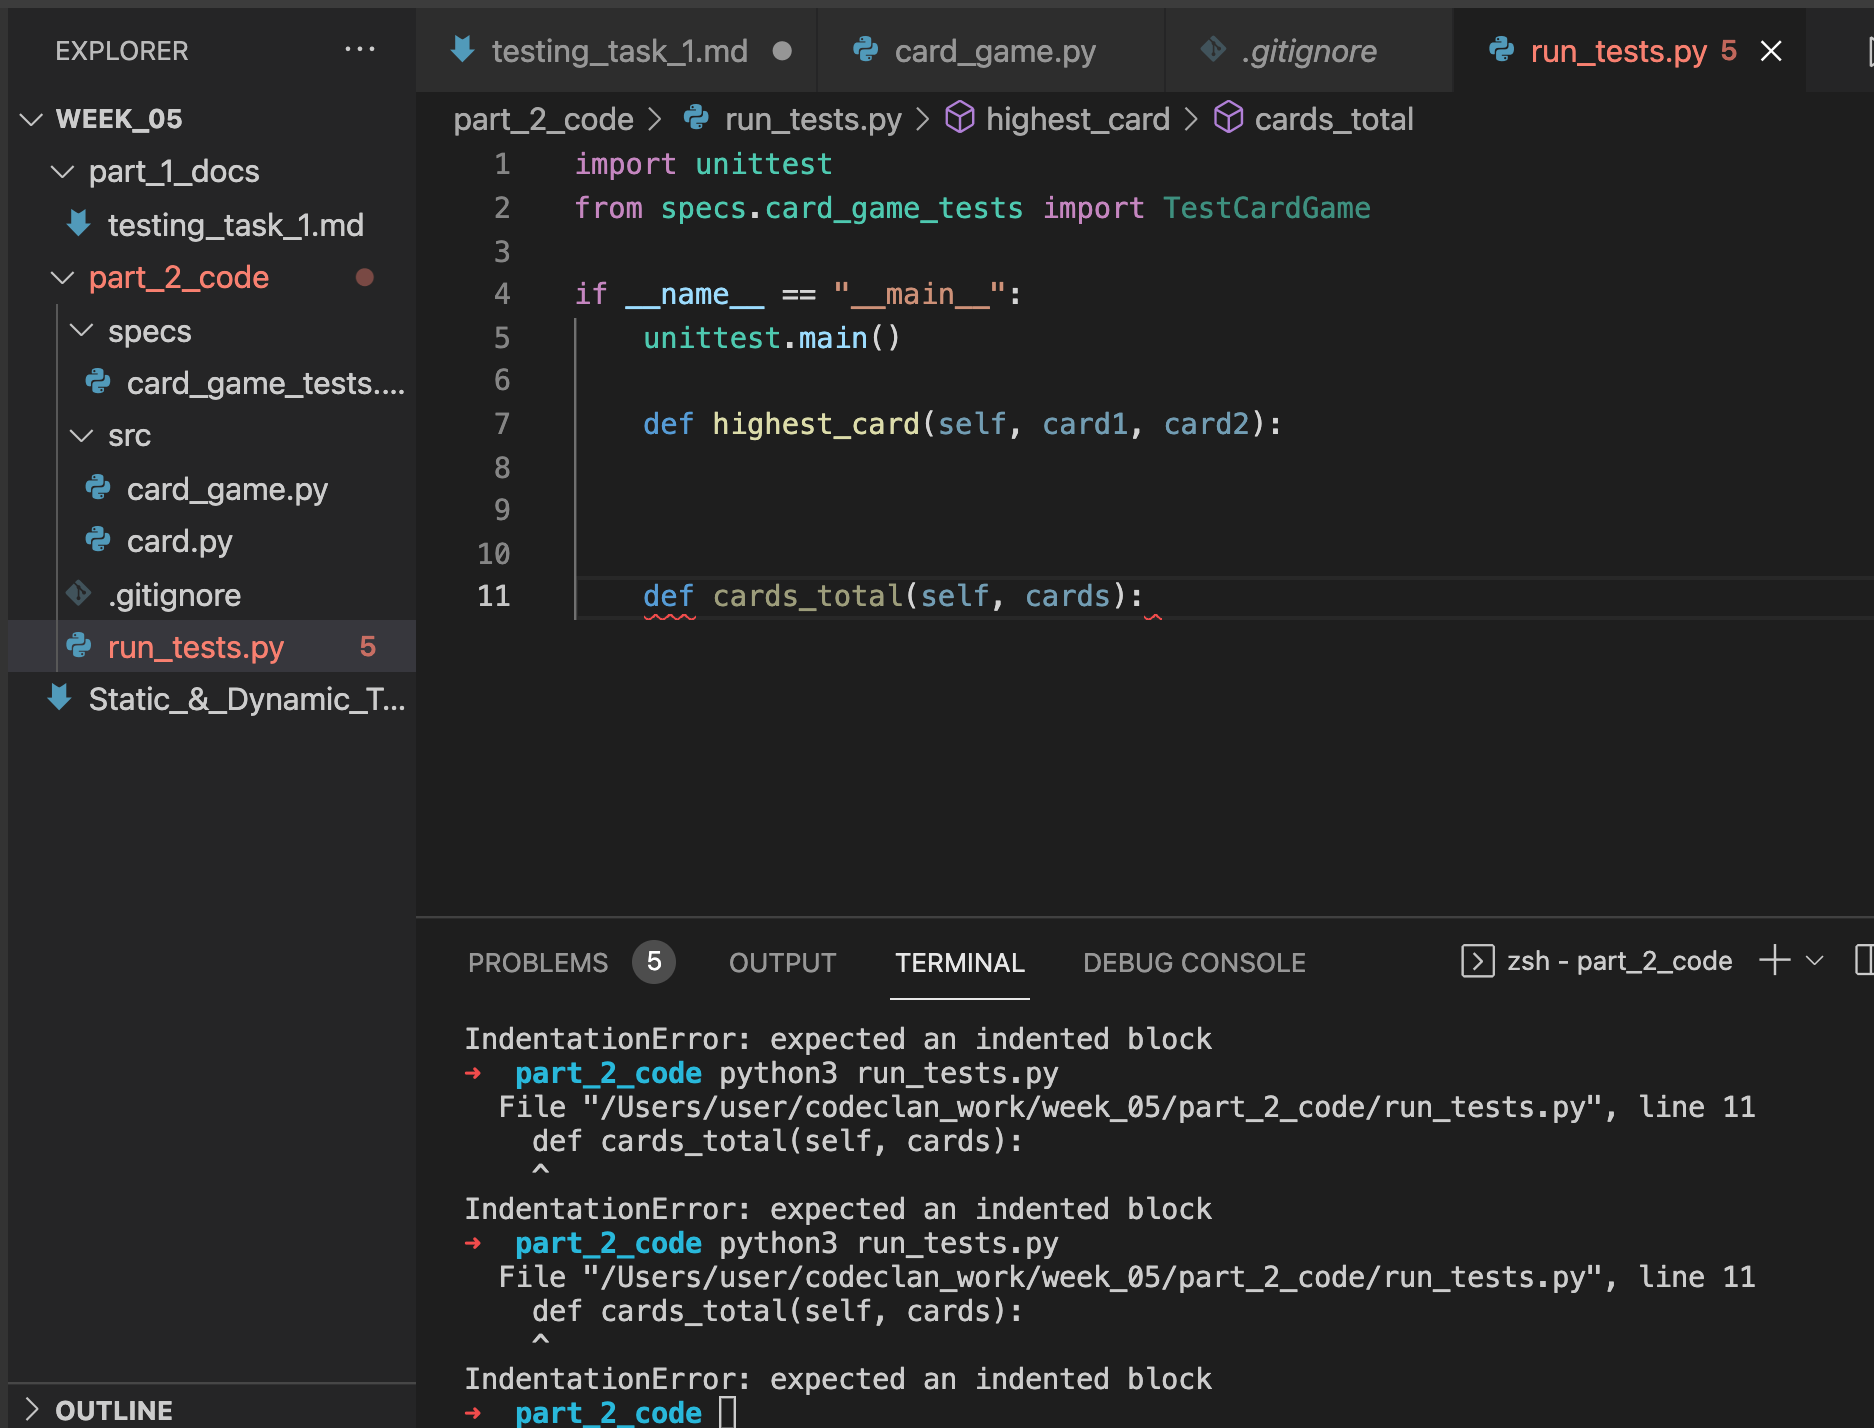 EXPLORER ...
WEEK_05
part_1_docs
testing_task_1.md
part_2_code
specs
card_game_tests....
src
card_game.py
card.py
.gitignore
run_tests.py 5
Static_&_Dynamic_T...
OUTLINE
testing_task_1.md card_game.py .gitignore run_tests.py 5
part_2_code > run_tests.py > highest_card > cards_total
1 import unittest
2 from specs.card_game_tests import TestCardGame
3
4 if __name__ == "__main__":
5 unittest.main()
6
7 def highest_card(self, card1, card2):
8
9
10
11 def cards_total(self, cards):
PROBLEMS 5 OUTPUT TERMINAL DEBUG CONSOLE zsh - part_2_code
IndentationError: expected an indented block
➜ part_2_code python3 run_tests.py
File "/Users/user/codeclan_work/week_05/part_2_code/run_tests.py", line 11
def cards_total(self, cards):
^
IndentationError: expected an indented block
➜ part_2_code python3 run_tests.py
File "/Users/user/codeclan_work/week_05/part_2_code/run_tests.py", line 11
def cards_total(self, cards):
^
IndentationError: expected an indented block
➜ part_2_code